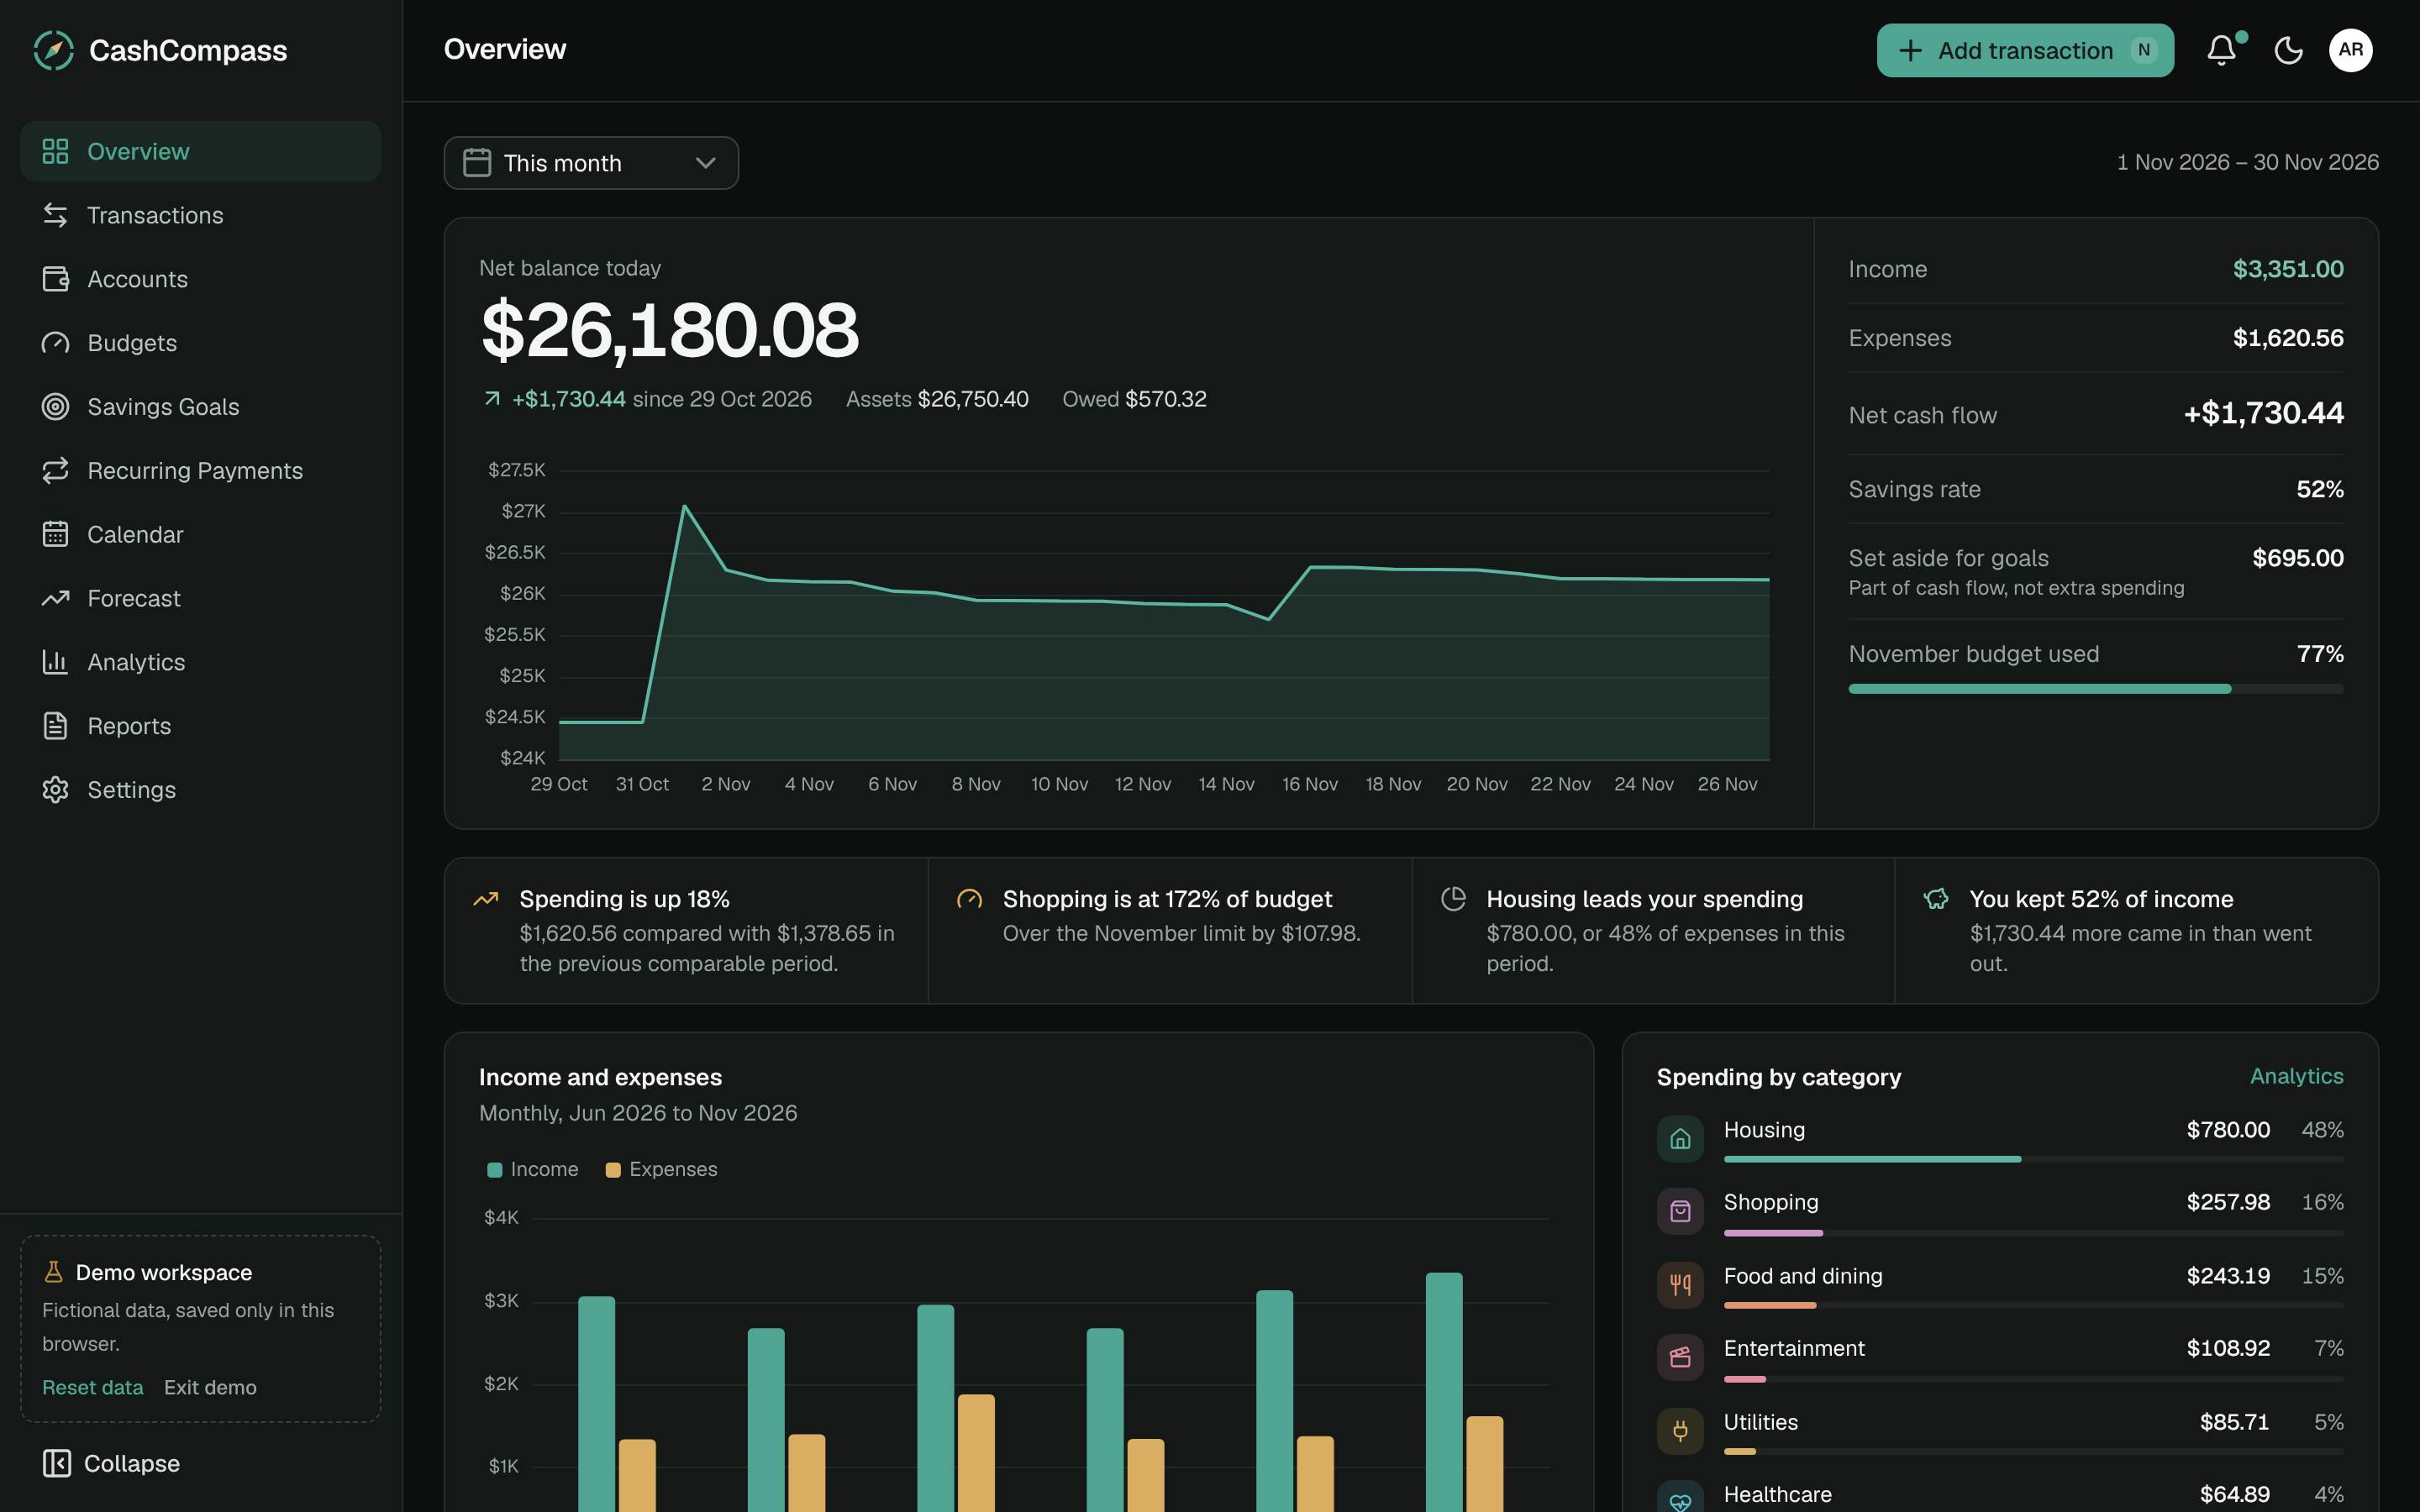 CashCompass
Overview
Transactions
Accounts
Budgets
Savings Goals
Recurring Payments
Calendar
Forecast
Analytics
Reports
Settings
Demo workspace
Fictional data, saved only in this
browser.
Reset data Exit demo
Collapse
Overview
Add transaction N
AR
This month
1 Nov 2026 – 30 Nov 2026
Net balance today
$26,180.08
+$1,730.44 since 29 Oct 2026 Assets $26,750.40 Owed $570.32
$27.5K
$27K
$26.5K
$26K
$25.5K
$25K
$24.5K
$24K
29 Oct 31 Oct 2 Nov 4 Nov 6 Nov 8 Nov 10 Nov 12 Nov 14 Nov 16 Nov 18 Nov 20 Nov 22 Nov 24 Nov 26 Nov
Income $3,351.00
Expenses $1,620.56
Net cash flow +$1,730.44
Savings rate 52%
Set aside for goals $695.00
Part of cash flow, not extra spending
November budget used 77%
Spending is up 18%
$1,620.56 compared with $1,378.65 in
the previous comparable period.
Shopping is at 172% of budget
Over the November limit by $107.98.
Housing leads your spending
$780.00, or 48% of expenses in this
period.
You kept 52% of income
$1,730.44 more came in than went
out.
Income and expenses
Monthly, Jun 2026 to Nov 2026
Income Expenses
$4K
$3K
$2K
$1K
Spending by category Analytics
Housing $780.00 48%
Shopping $257.98 16%
Food and dining $243.19 15%
Entertainment $108.92 7%
Utilities $85.71 5%
Healthcare $64.89 4%